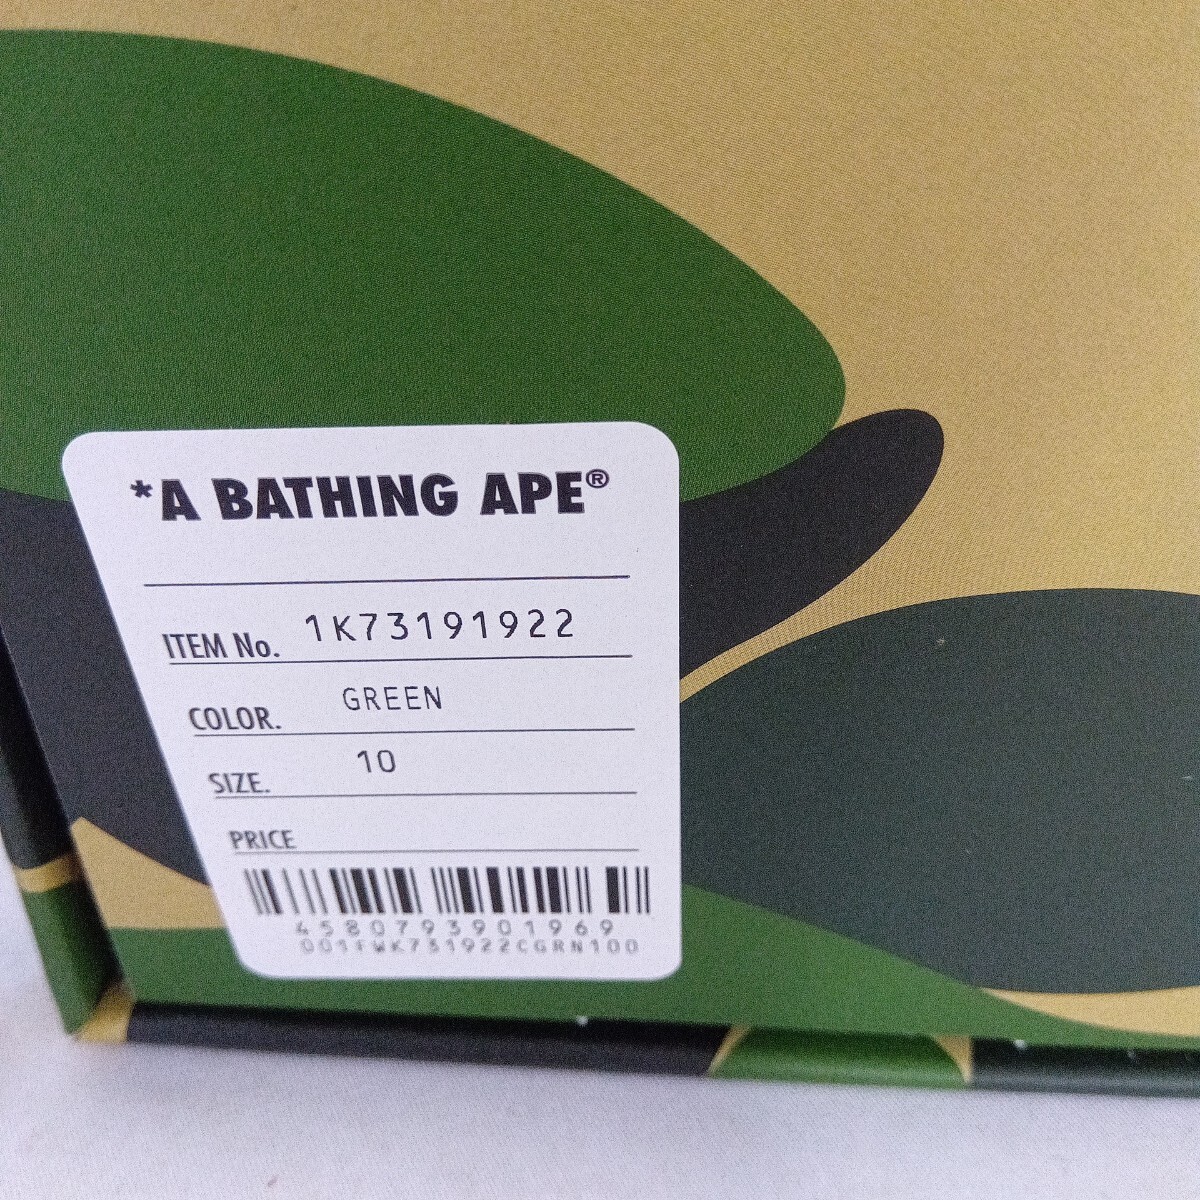 *A BATHING APE®
ITEM No. 1K73191922
COLOR. GREEN
SIZE. 10
PRICE
4580793901969
001FWK731922CGRN100